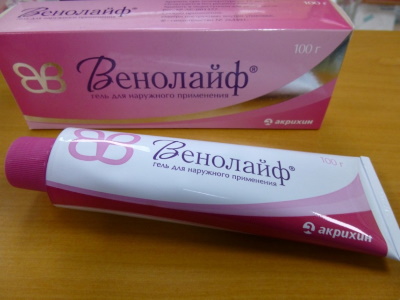 100 г
Венолайф®
гель для наружного применения
акрихин
Венолайф®
100 г
гель для наружного применения
акрихин